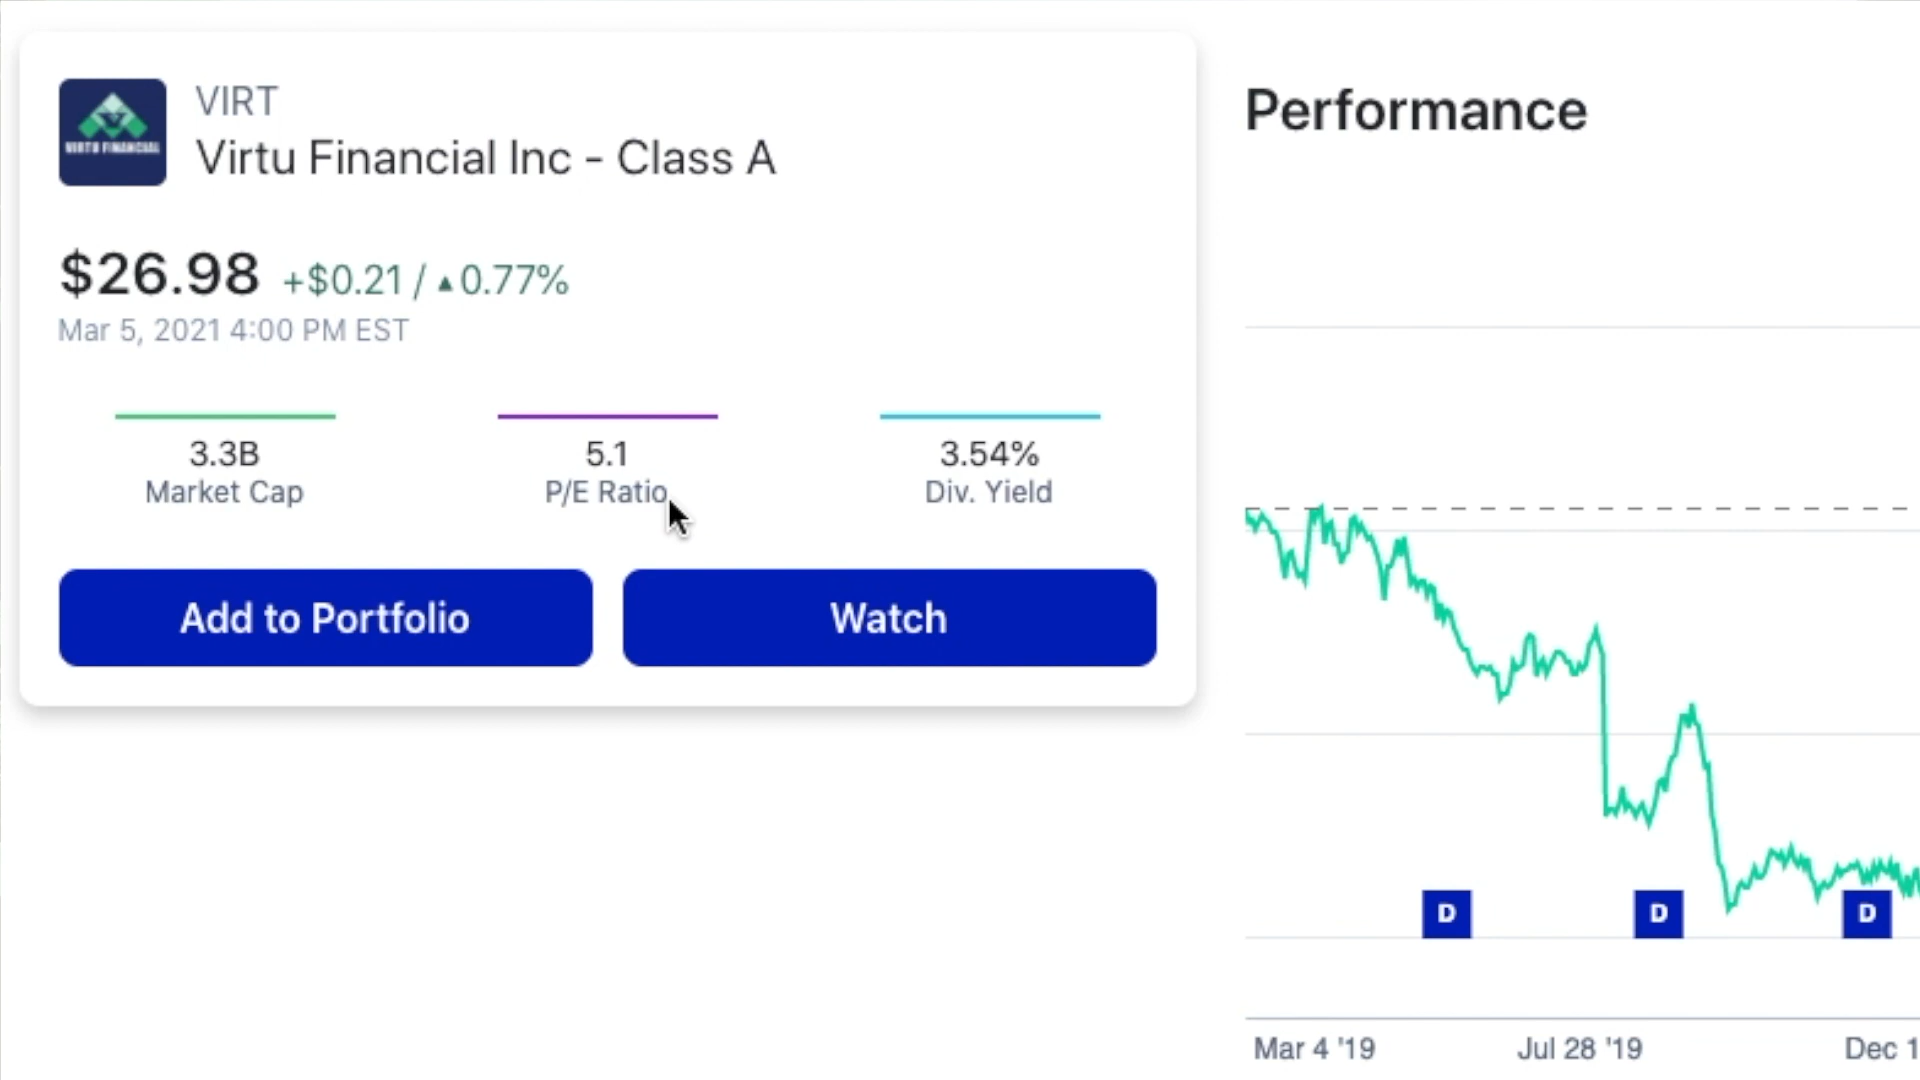 VIRT
Virtu Financial Inc - Class A
VIRTU FINANCIAL
$26.98 +$0.21 / ▲0.77%
Mar 5, 2021 4:00 PM EST
3.3B
Market Cap
5.1
P/E Ratio
3.54%
Div. Yield
Add to Portfolio
Watch
Performance
D
D
D
Mar 4 '19
Jul 28 '19
Dec 1